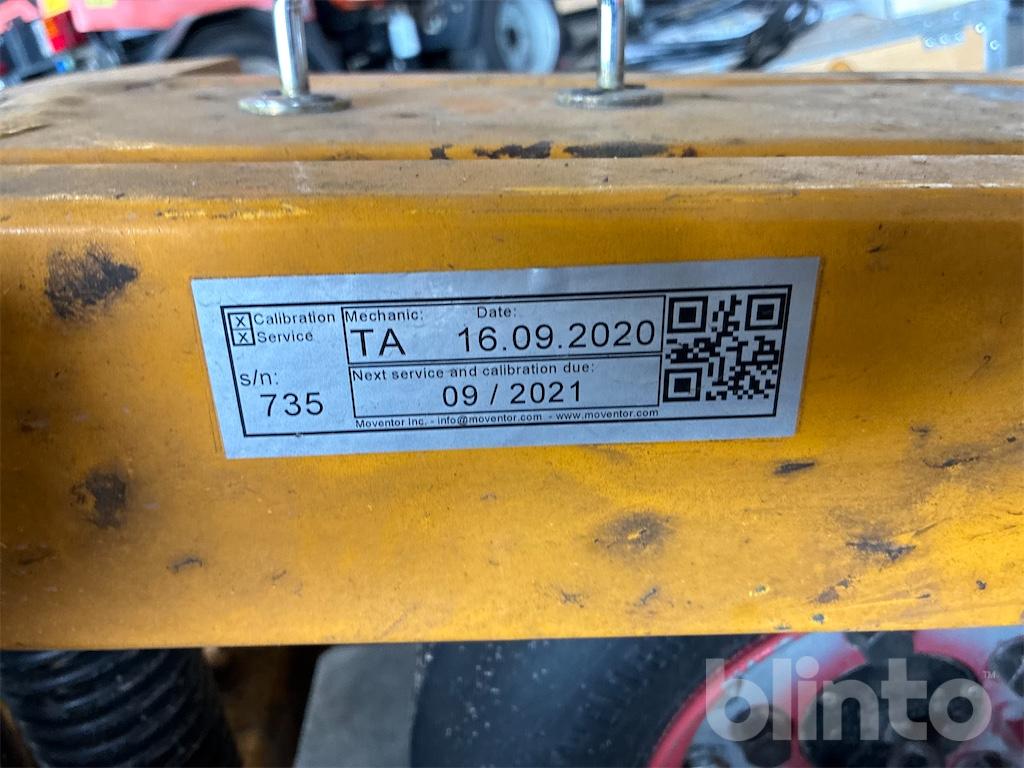 X Calibration
X Service
Mechanic: Date:
TA 16.09.2020
s/n:
735
Next service and calibration due:
09 / 2021
Moventor Inc. - info@moventor.com - www.moventor.com
blinto™